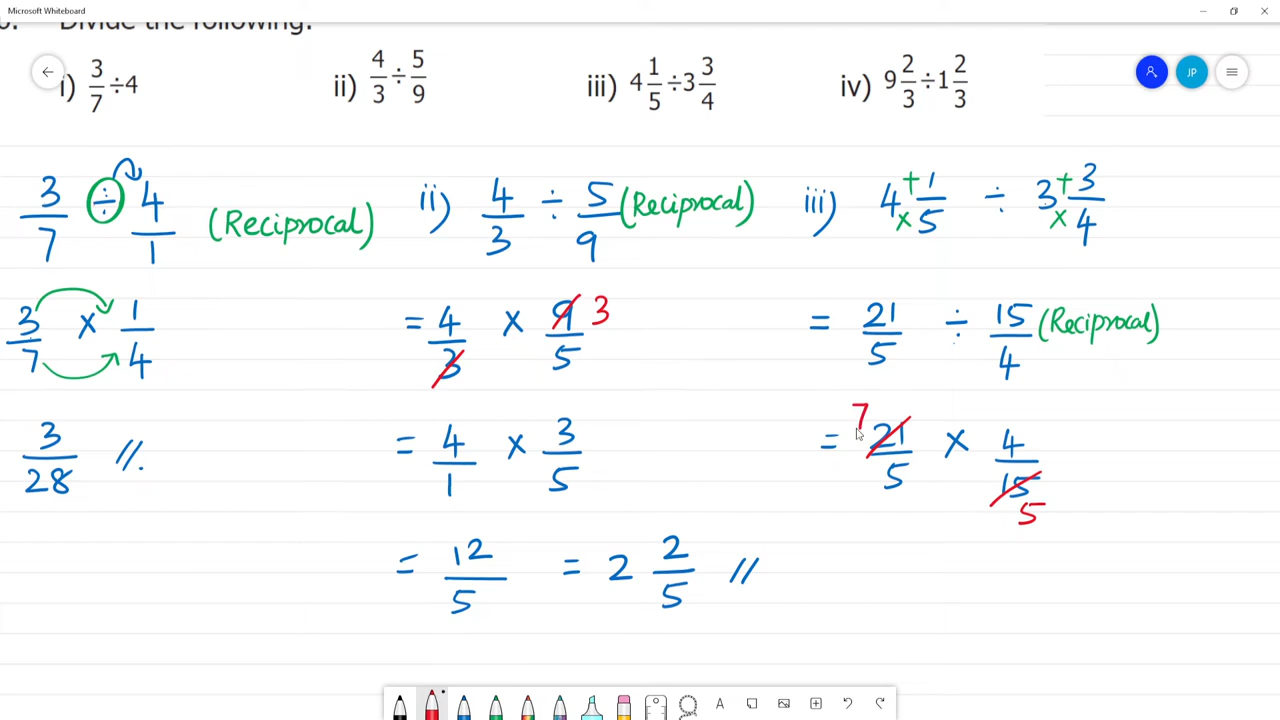 Microsoft Whiteboard
Divide the following:
i) 3/7 ÷4
ii) 4/3 ÷ 5/9
iii) 4 1/5 ÷3 3/4
iv) 9 2/3 ÷1 2/3
JP
3/7 ÷ 4/1 (Reciprocal)
3/7 x 1/4
3/28 //.
ii) 4/3 ÷ 5/9 (Reciprocal)
= 4/3 x 9/5 3
= 4/1 x 3/5
= 12/5 = 2 2/5 //
iii) 4 + x 1/5 ÷ 3 + x 3/4
= 21/5 ÷ 15/4 (Reciprocal)
= 7 21/5 x 4/15 5
A